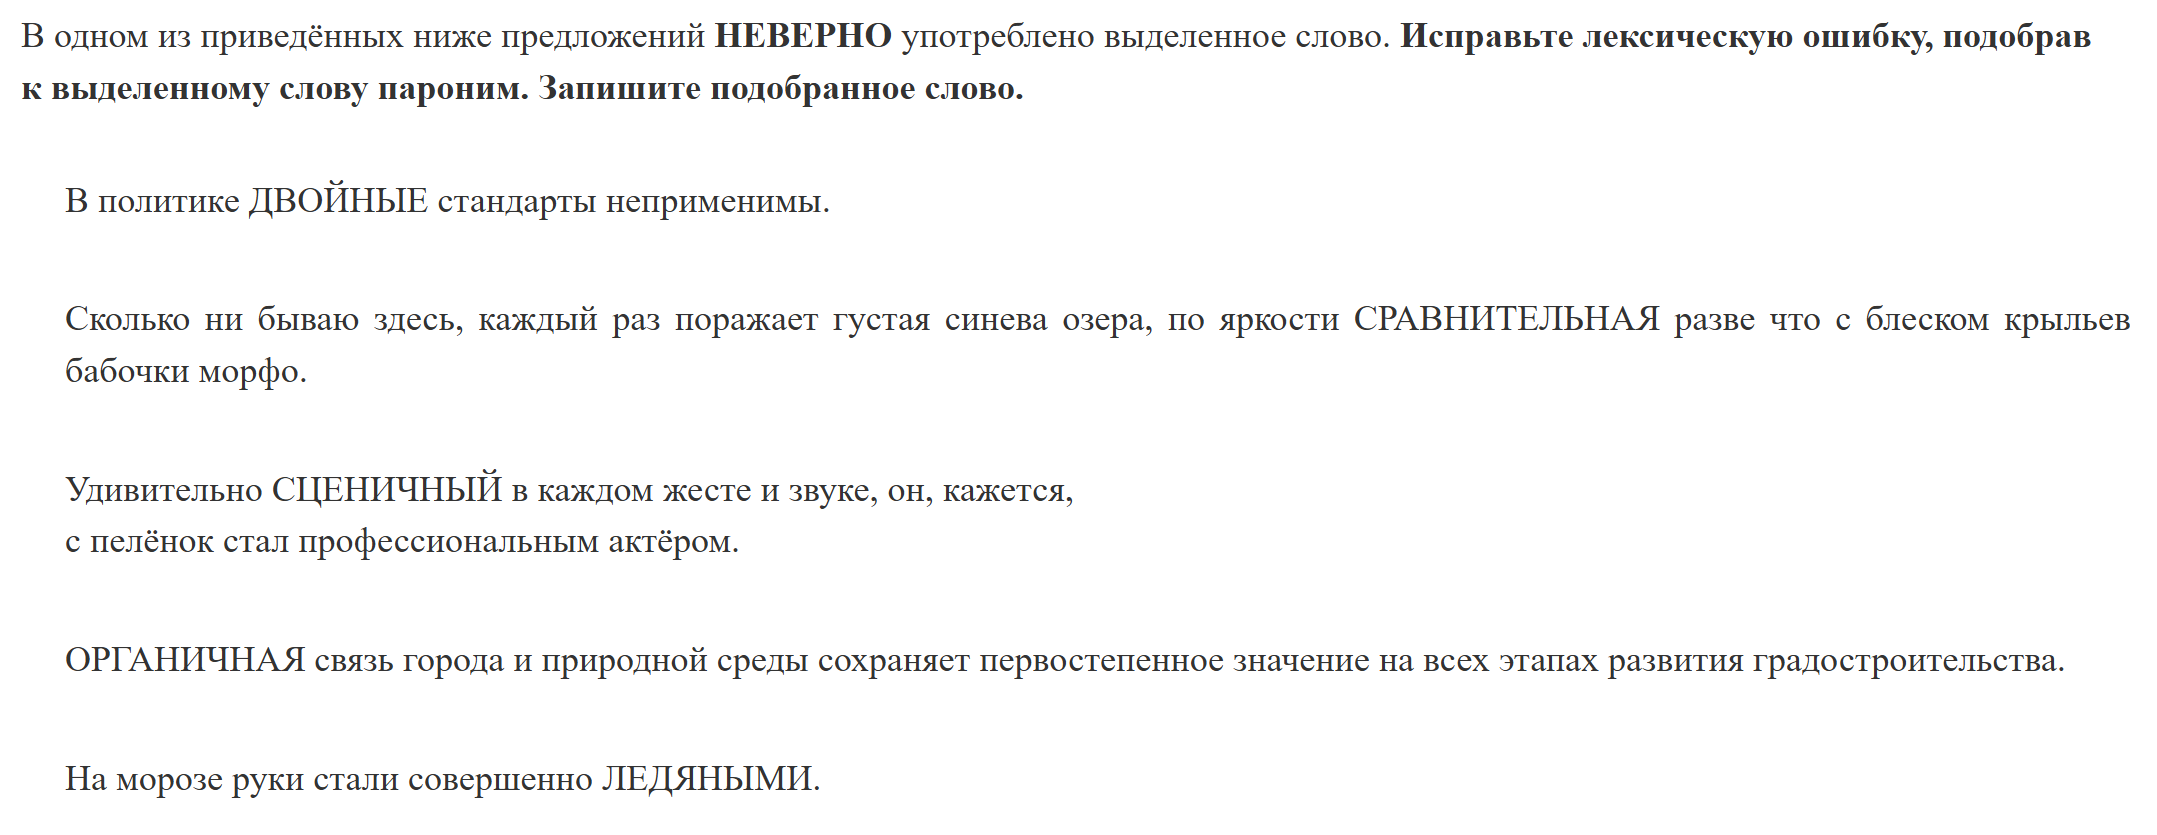 В одном из приведённых ниже предложений НЕВЕРНО употреблено выделенное слово. Исправьте лексическую ошибку, подобрав
к выделенному слову пароним. Запишите подобранное слово.
В политике ДВОЙНЫЕ стандарты неприменимы.
Сколько ни бываю здесь, каждый раз поражает густая синева озера, по яркости СРАВНИТЕЛЬНАЯ разве что с блеском крыльев
бабочки морфо.
Удивительно СЦЕНИЧНЫЙ в каждом жесте и звуке, он, кажется,
с пелёнок стал профессиональным актёром.
ОРГАНИЧНАЯ связь города и природной среды сохраняет первостепенное значение на всех этапах развития градостроительства.
На морозе руки стали совершенно ЛЕДЯНЫМИ.